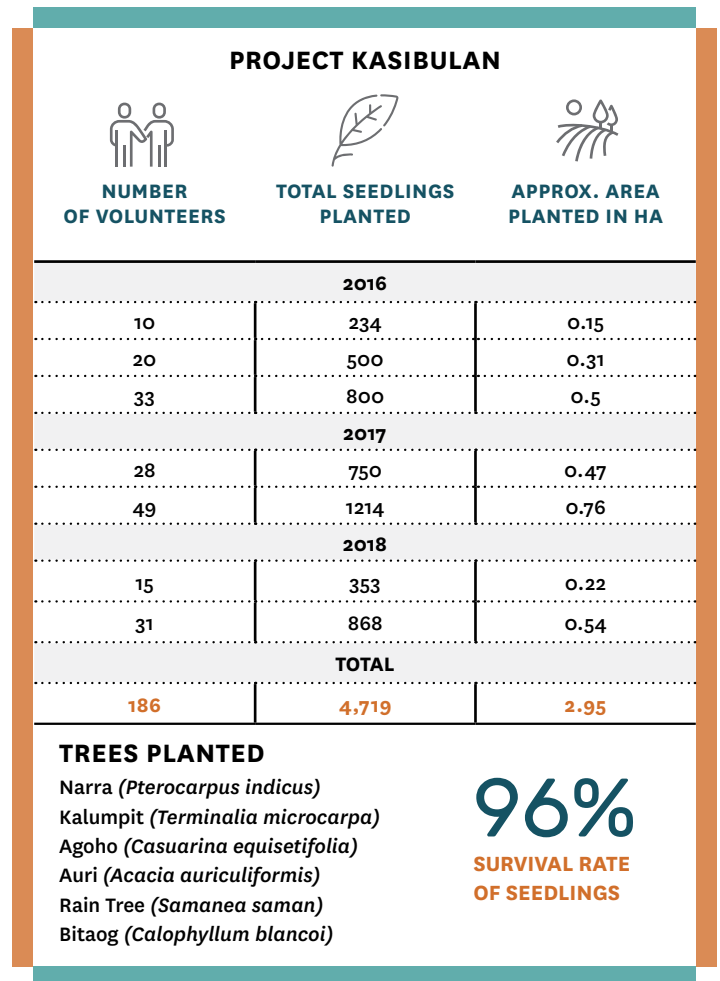 PROJECT KASIBULAN
NUMBER
OF VOLUNTEERS
TOTAL SEEDLINGS
PLANTED
APPROX. AREA
PLANTED IN HA
2016
10 234 0.15
20 500 0.31
33 800 0.5
2017
28 750 0.47
49 1214 0.76
2018
15 353 0.22
31 868 0.54
TOTAL
186 4,719 2.95
TREES PLANTED
Narra (Pterocarpus indicus)
Kalumpit (Terminalia microcarpa)
Agoho (Casuarina equisetifolia)
Auri (Acacia auriculiformis)
Rain Tree (Samanea saman)
Bitaog (Calophyllum blancoi)
96%
SURVIVAL RATE
OF SEEDLINGS